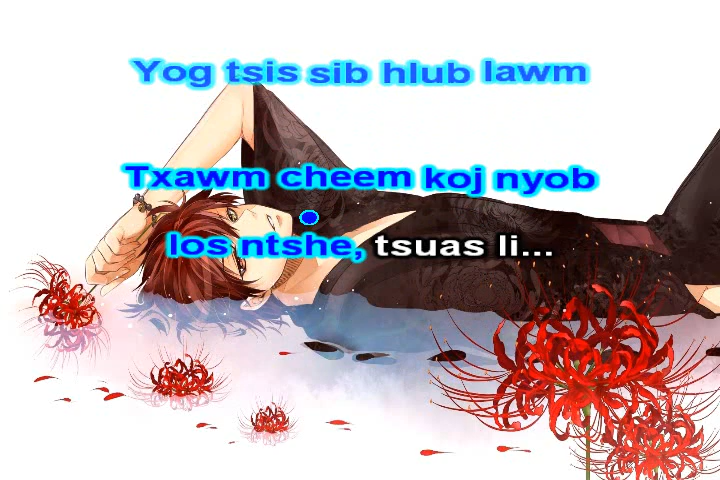 Yog tsis sib hlub lawm
Txawm cheem koj nyob
los ntshe, tsuas li...